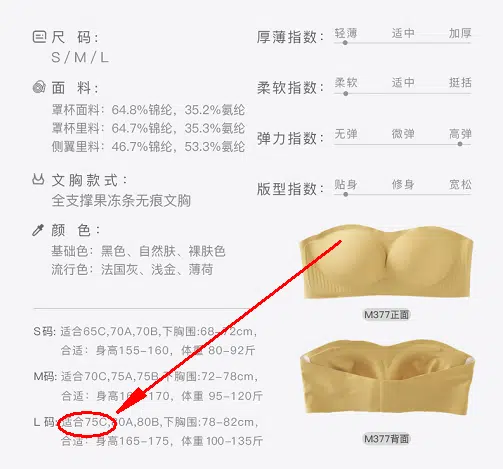 尺 码:
S / M / L
面 料:
罩杯面料: 64.8%锦纶, 35.2%氨纶
罩杯里料: 64.7%锦纶, 35.3%氨纶
侧翼里料: 46.7%锦纶, 53.3%氨纶
文胸款式:
全支撑果冻条无痕文胸
颜 色:
基础色: 黑色、自然肤、裸肤色
流行色: 法国灰、浅金、薄荷
厚薄指数: 轻薄 适中 加厚
柔软指数: 柔软 适中 挺括
弹力指数: 无弹 微弹 高弹
版型指数: 贴身 修身 宽松
M377正面
M377背面
S码: 适合65C,70A,70B,下胸围:68-72cm,
合适: 身高155-160, 体重 80-92斤
M码: 适合70C,75A,75B,下胸围:72-78cm,
合适: 身高 -170, 体重 95-120斤
L 码: 适合75C,80A,80B,下胸围:78-82cm,
合适: 身高165-175, 体重100-135斤